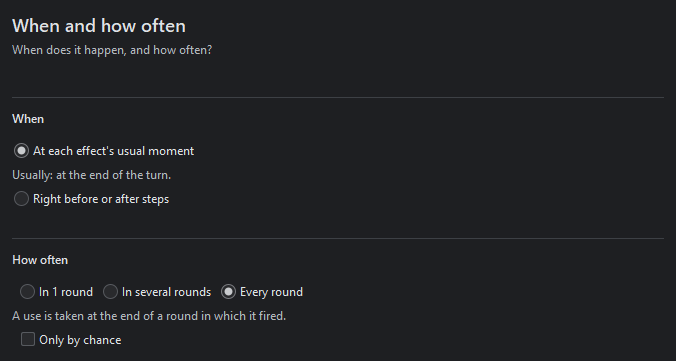 When and how often
When does it happen, and how often?
When
At each effect's usual moment
Usually: at the end of the turn.
Right before or after steps
How often
In 1 round In several rounds Every round
A use is taken at the end of a round in which it fired.
Only by chance